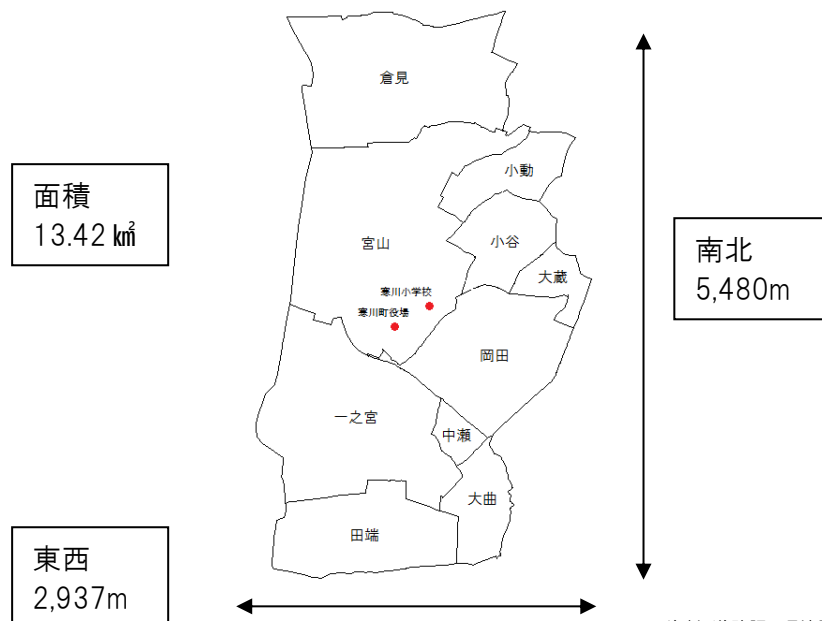 倉見
小動
面積
13.42 k㎡
宮山
小谷
南北
5,480m
大蔵
寒川小学校
寒川町役場
岡田
一之宮
中瀬
大曲
田端
東西
2,937m